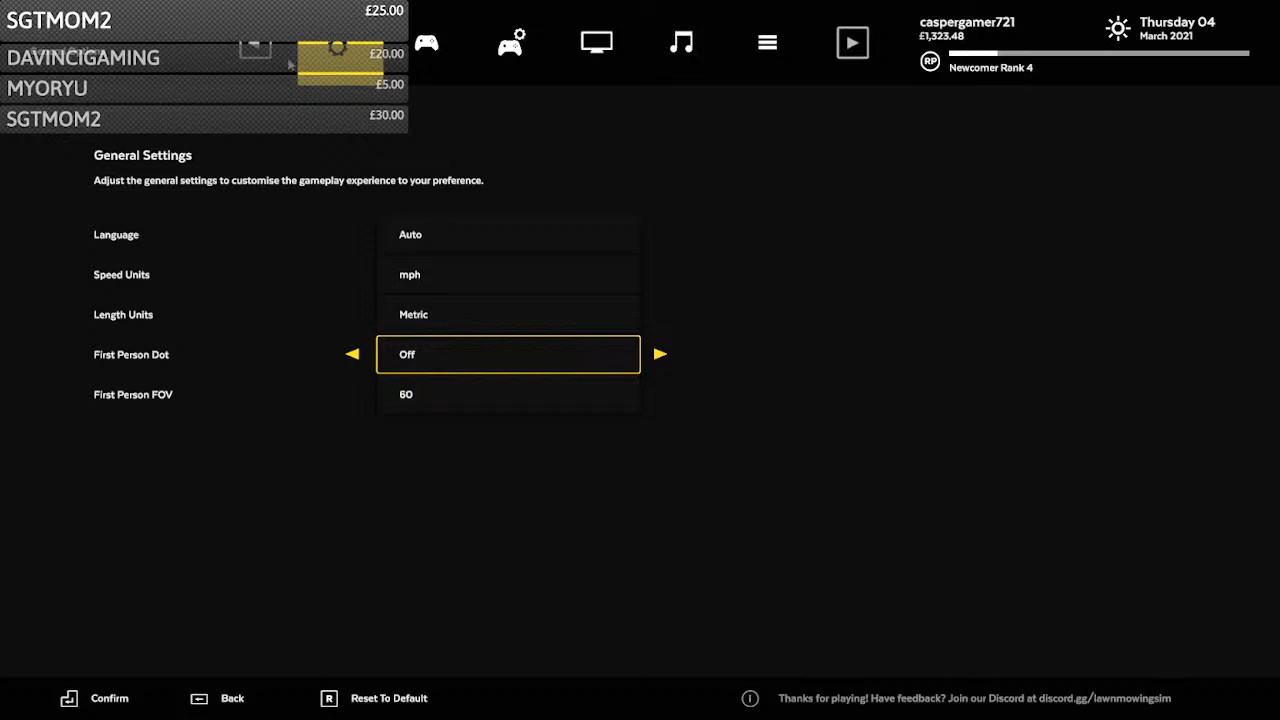 SGTMOM2 £25.00
DAVINCIGAMING £20.00
MYORYU £5.00
SGTMOM2 £30.00
caspergamer721
£1,323.48
RP
Newcomer Rank 4
Thursday 04
March 2021
General Settings
Adjust the general settings to customise the gameplay experience to your preference.
Language Auto
Speed Units mph
Length Units Metric
First Person Dot Off
First Person FOV 60
Confirm
Back
R Reset To Default
Thanks for playing! Have feedback? Join our Discord at discord.gg/lawnmowingsim